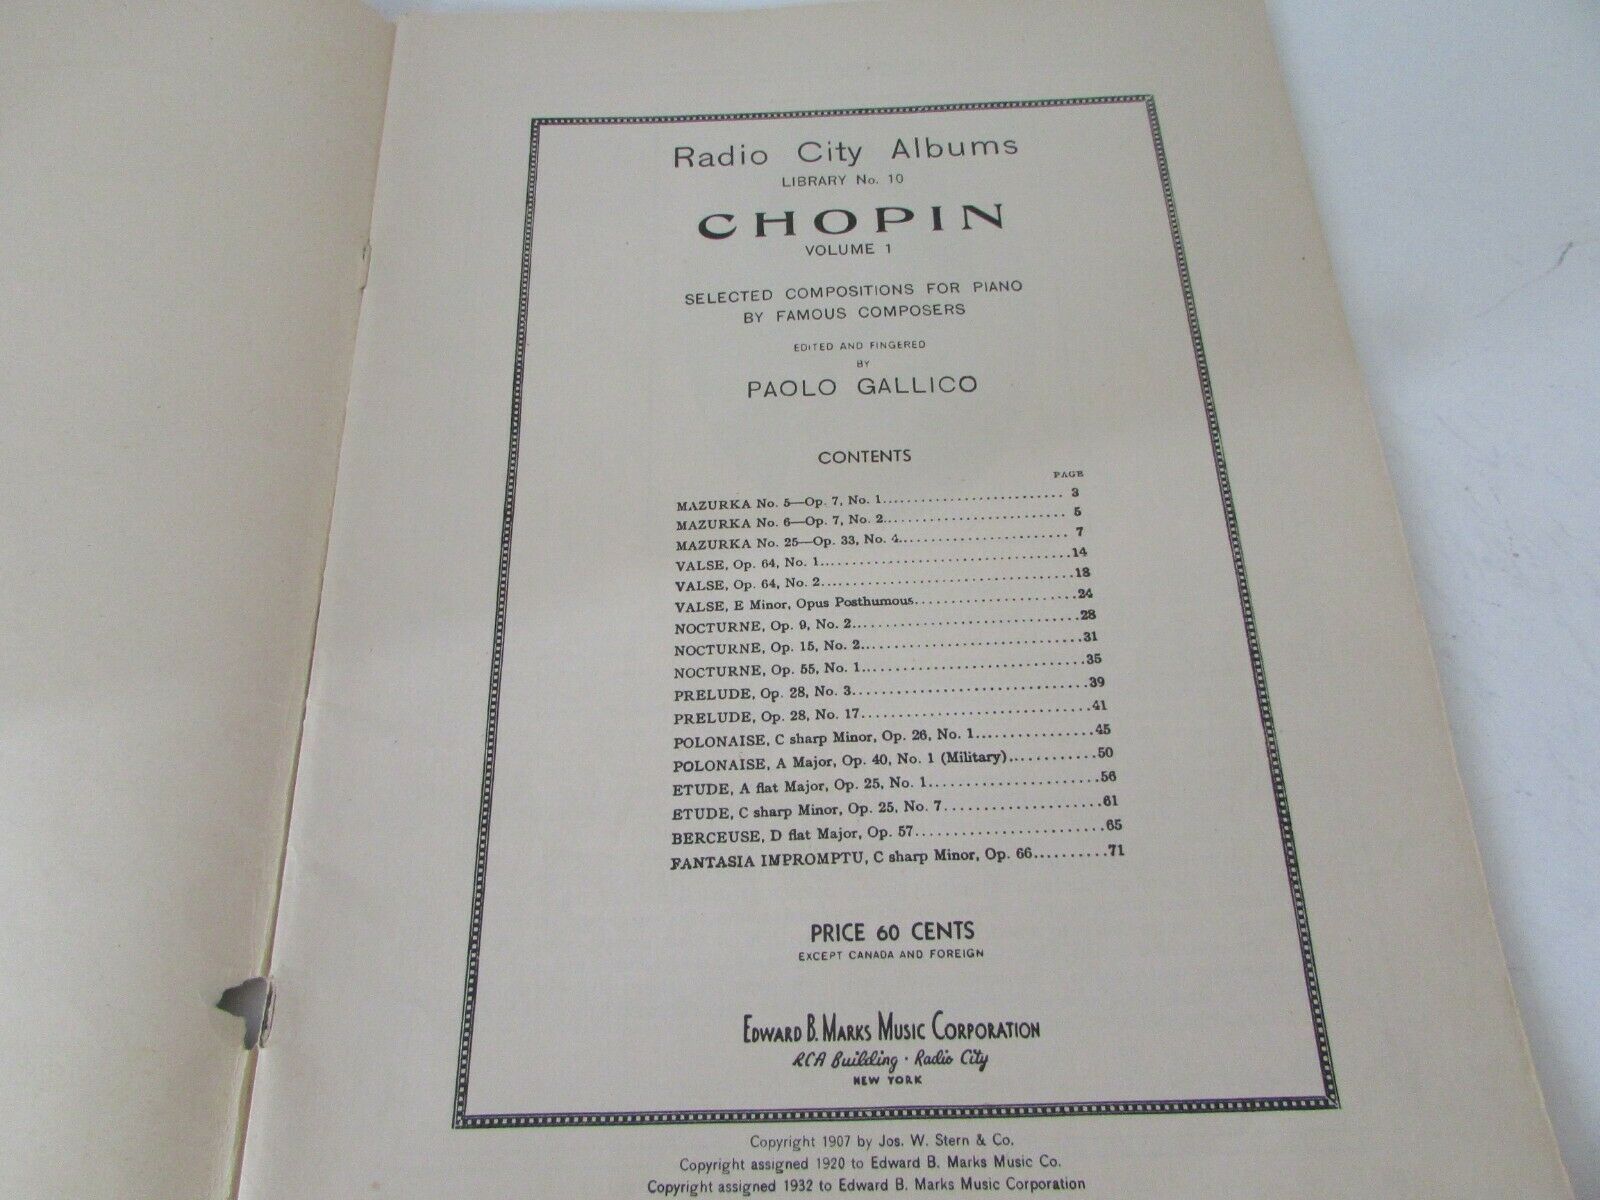 Radio City Albums
LIBRARY No. 10
CHOPIN
VOLUME 1
SELECTED COMPOSITIONS FOR PIANO
BY FAMOUS COMPOSERS
EDITED AND FINGERED
BY
PAOLO GALLICO
CONTENTS
PAGE
MAZURKA No. 5—Op. 7, No. 1.......................... 3
MAZURKA No. 6—Op. 7, No. 2.......................... 5
MAZURKA No. 25—Op. 33, No. 4........................ 7
VALSE, Op. 64, No. 1..................................14
VALSE, Op. 64, No. 2..................................18
VALSE, E Minor, Opus Posthumous.....................24
NOCTURNE, Op. 9, No. 2..............................28
NOCTURNE, Op. 15, No. 2.............................31
NOCTURNE, Op. 55, No. 1.............................35
PRELUDE, Op. 28, No. 3...............................39
PRELUDE, Op. 28, No. 17..............................41
POLONAISE, C sharp Minor, Op. 26, No. 1...............45
POLONAISE, A Major, Op. 40, No. 1 (Military)............50
ETUDE, A flat Major, Op. 25, No. 1......................56
ETUDE, C sharp Minor, Op. 25, No. 7.....................61
BERCEUSE, D flat Major, Op. 57.........................65
FANTASIA IMPROMPTU, C sharp Minor, Op. 66..........71
PRICE 60 CENTS
EXCEPT CANADA AND FOREIGN
EDWARD B. MARKS MUSIC CORPORATION
RCA Building · Radio City
NEW YORK
Copyright 1907 by Jos. W. Stern & Co.
Copyright assigned 1920 to Edward B. Marks Music Co.
Copyright assigned 1932 to Edward B. Marks Music Corporation